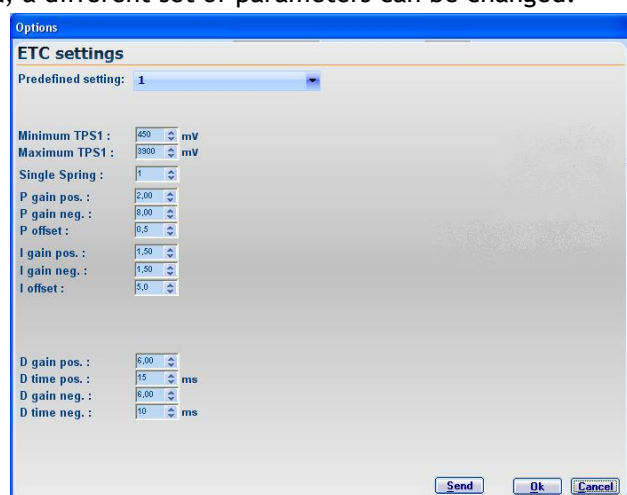 , a different set of parameters can be changed.
Options
ETC settings
Predefined setting: 1
Minimum TPS1 : 450 mV
Maximum TPS1 : 3900 mV
Single Spring : 1
P gain pos. : 2,00
P gain neg. : 8,00
P offset : 0,5
I gain pos. : 1,50
I gain neg. : 1,50
I offset : 5,0
D gain pos. : 6,00
D time pos. : 15 ms
D gain neg. : 6,00
D time neg. : 10 ms
Send Ok Cancel